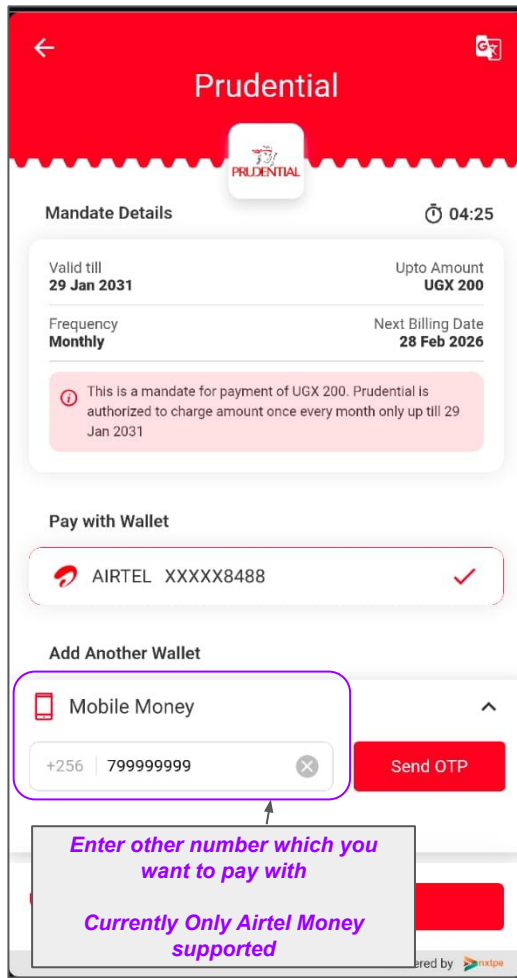 Prudential
PRUDENTIAL
Mandate Details
04:25
Valid till
Upto Amount
29 Jan 2031
UGX 200
Frequency
Next Billing Date
Monthly
28 Feb 2026
This is a mandate for payment of UGX 200. Prudential is
authorized to charge amount once every month only up till 29
Jan 2031
Pay with Wallet
AIRTEL XXXXX8488
Add Another Wallet
Mobile Money
+256 799999999
Send OTP
Enter other number which you
want to pay with
Currently Only Airtel Money
supported
ered by nxtpe